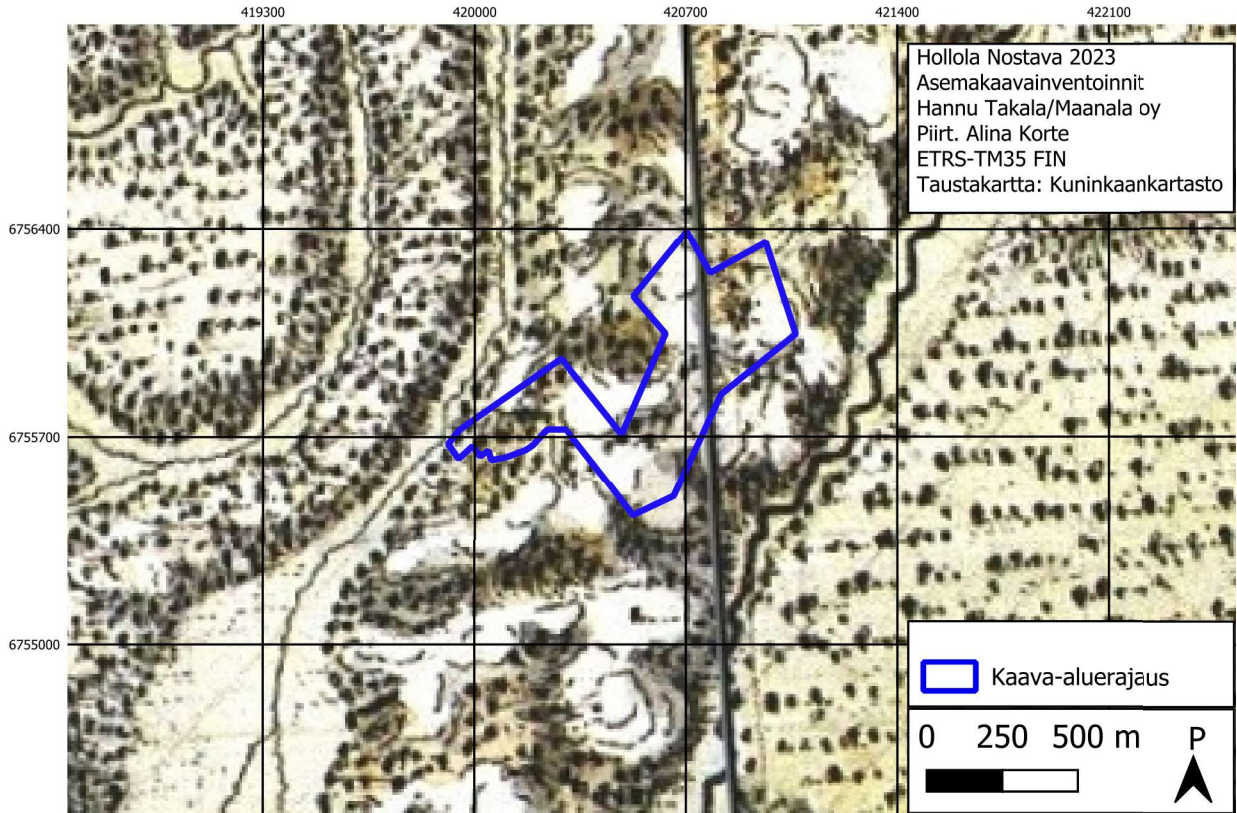 419300 420000 420700 421400 422100
Hollola Nostava 2023
Asemakaavainventoinnit
Hannu Takala/Maanala oy
Piirt. Alina Korte
ETRS-TM35 FIN
Taustakartta: Kuninkaankartasto
6756400
6755700
6755000
Kaava-aluerajaus
0 250 500 m P